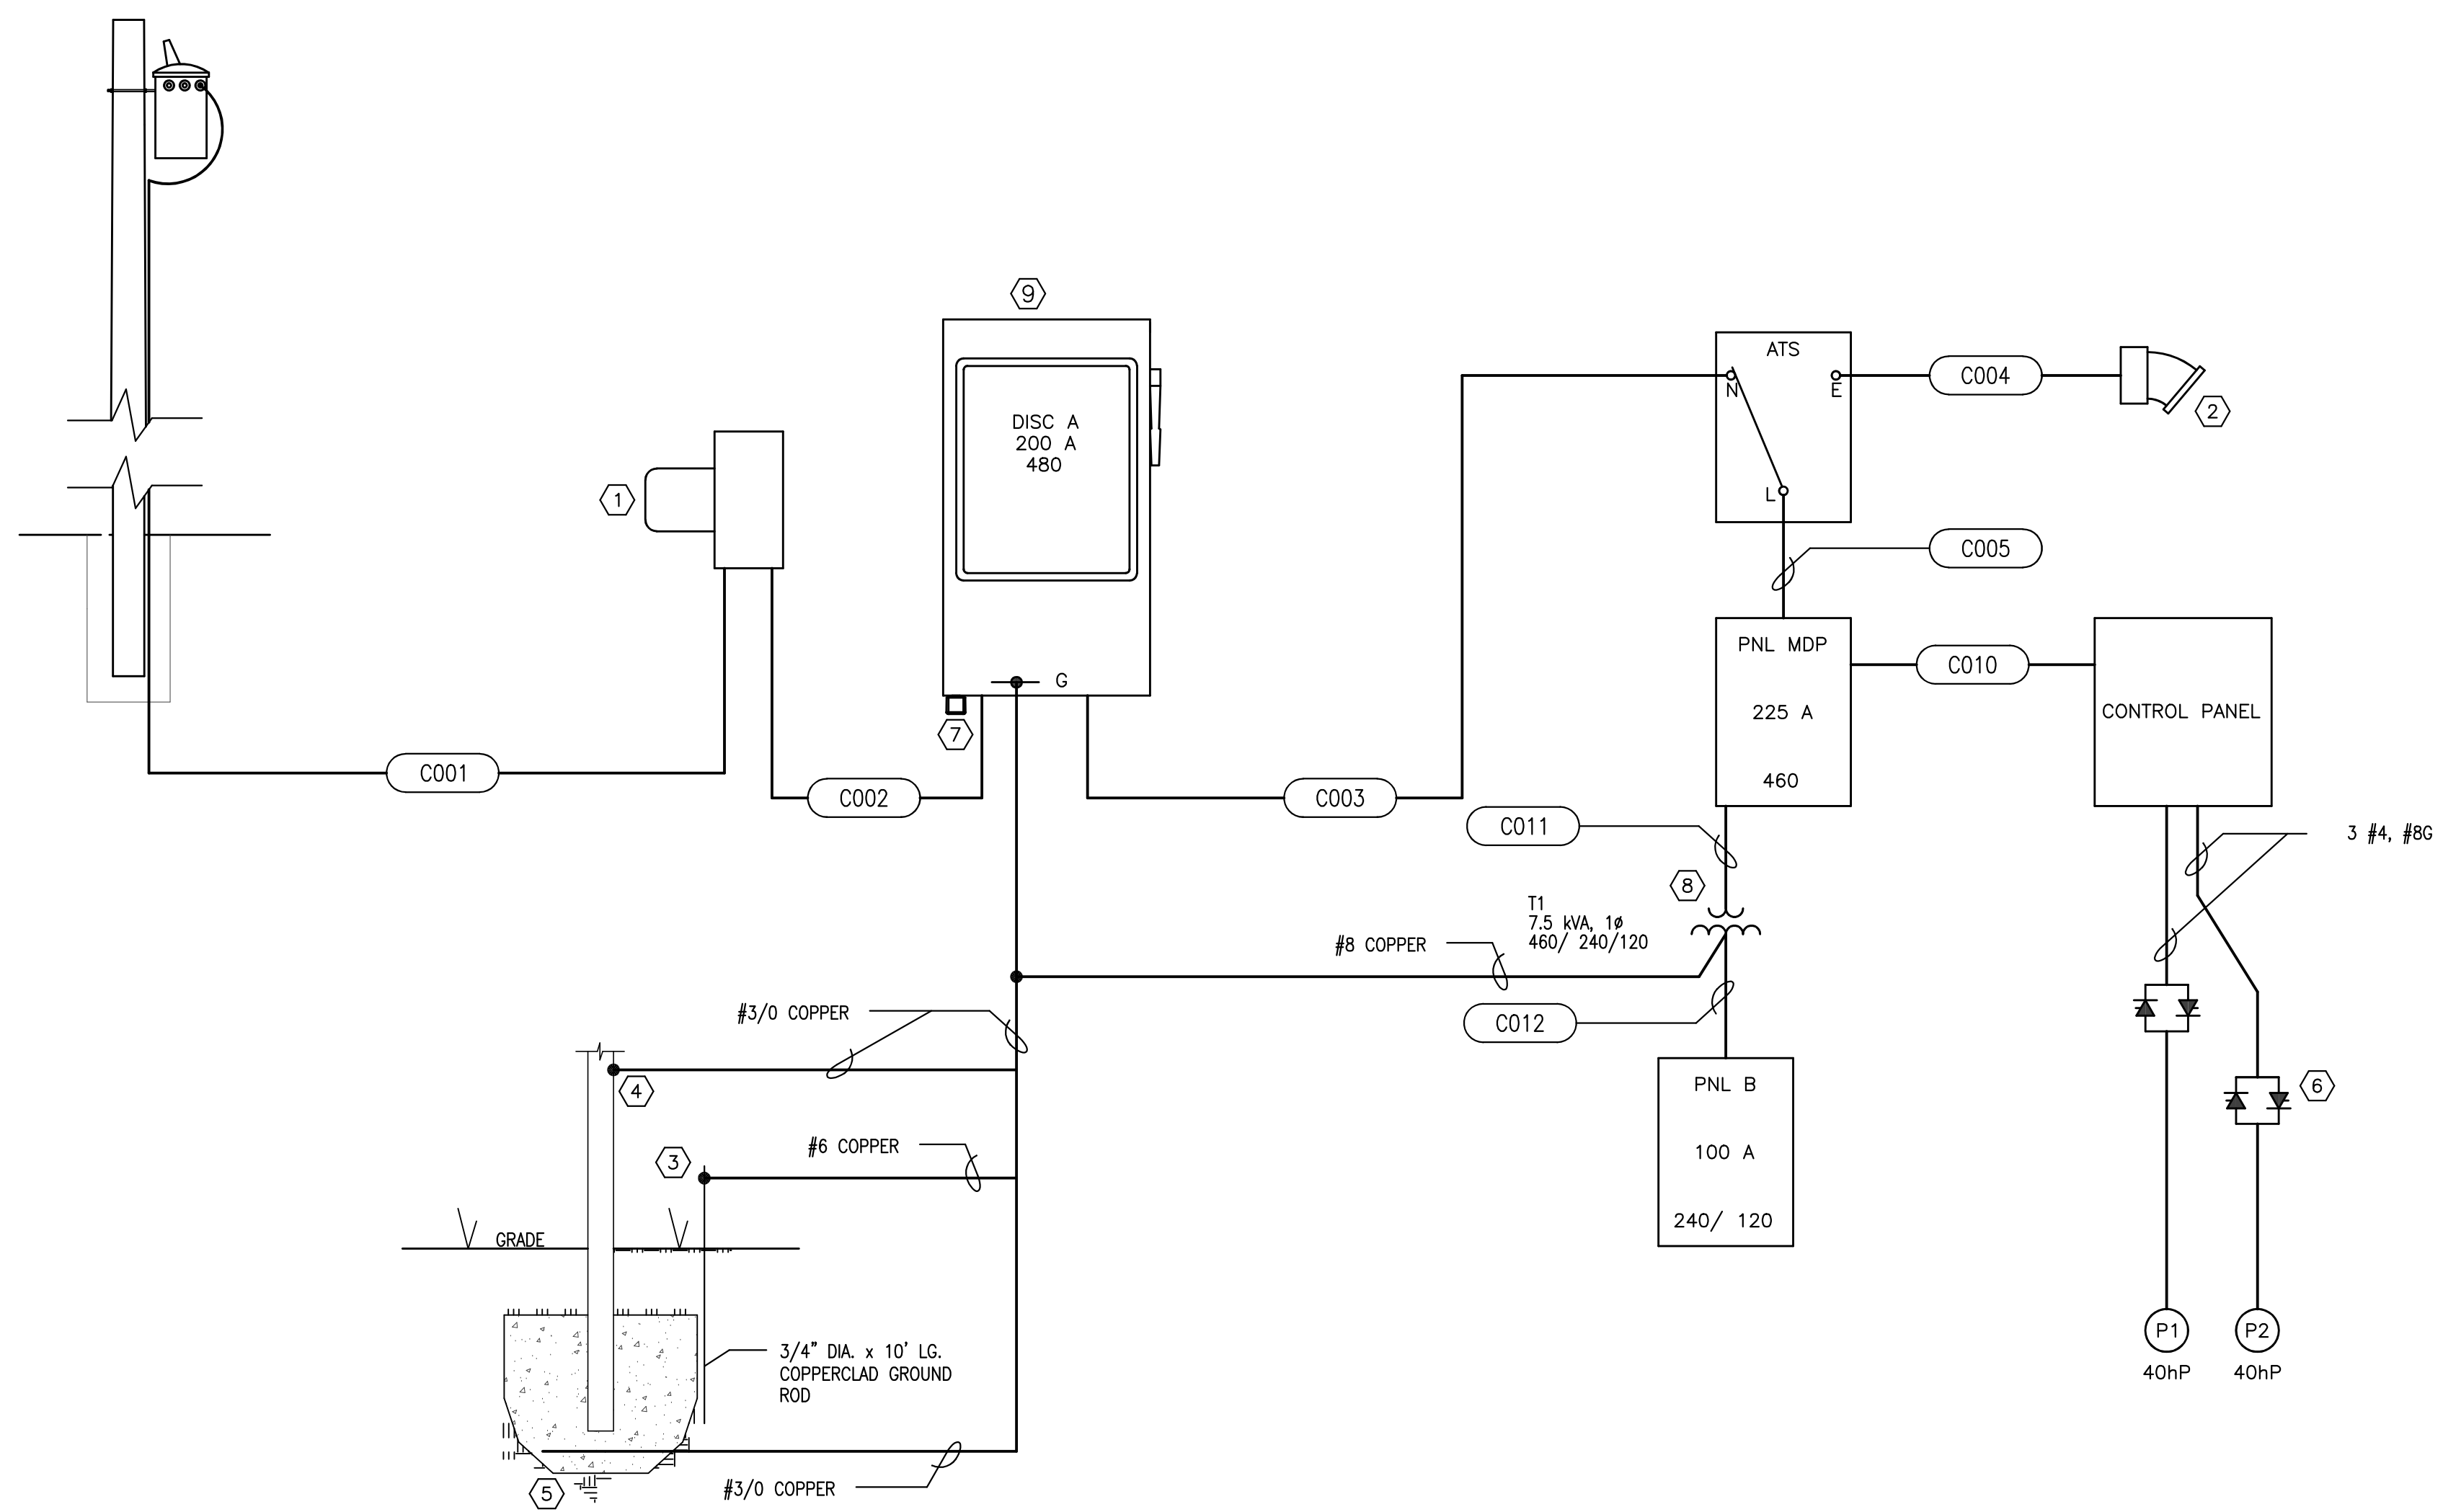 9
ATS
N
E
C004
2
DISC A
200 A
480
1
L
C005
G
7
PNL MDP
225 A
460
C010
CONTROL PANEL
C001
C002
C003
C011
3 #4, #8G
8
T1
7.5 kVA, 1ø
460/ 240/120
#8 COPPER
#3/0 COPPER
C012
4
PNL B
100 A
240/ 120
6
#6 COPPER
3
GRADE
3/4" DIA. x 10' LG.
COPPERCLAD GROUND
ROD
P1
P2
40hP
40hP
#3/0 COPPER
5